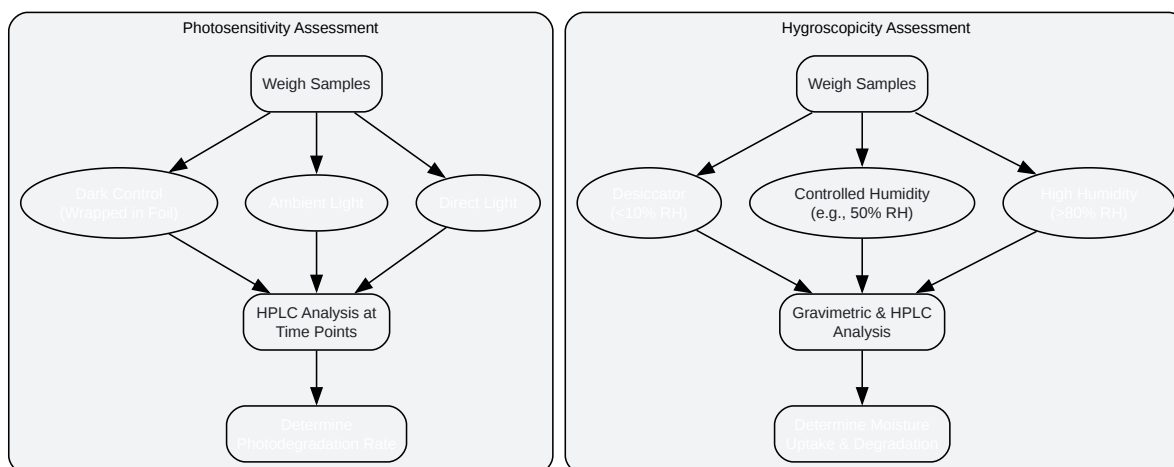 Photosensitivity Assessment
Weigh Samples
Dark Control
(Wrapped in Foil)
Ambient Light
Direct Light
HPLC Analysis at
Time Points
Determine
Photodegradation Rate
Hygroscopicity Assessment
Weigh Samples
Desiccator
(<10% RH)
Controlled Humidity
(e.g., 50% RH)
High Humidity
(>80% RH)
Gravimetric & HPLC
Analysis
Determine Moisture
Uptake & Degradation